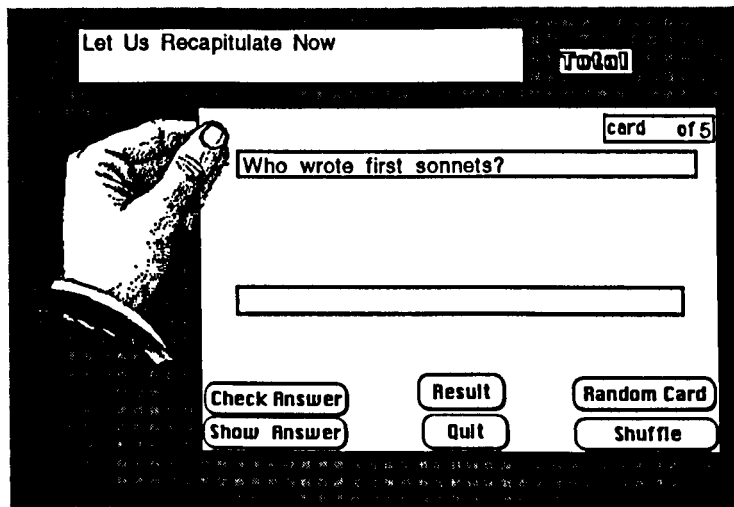 Let Us Recapitulate Now
Total
card of 5
Who wrote first sonnets?
Check Answer
Result
Random Card
Show Answer
Quit
Shuffle